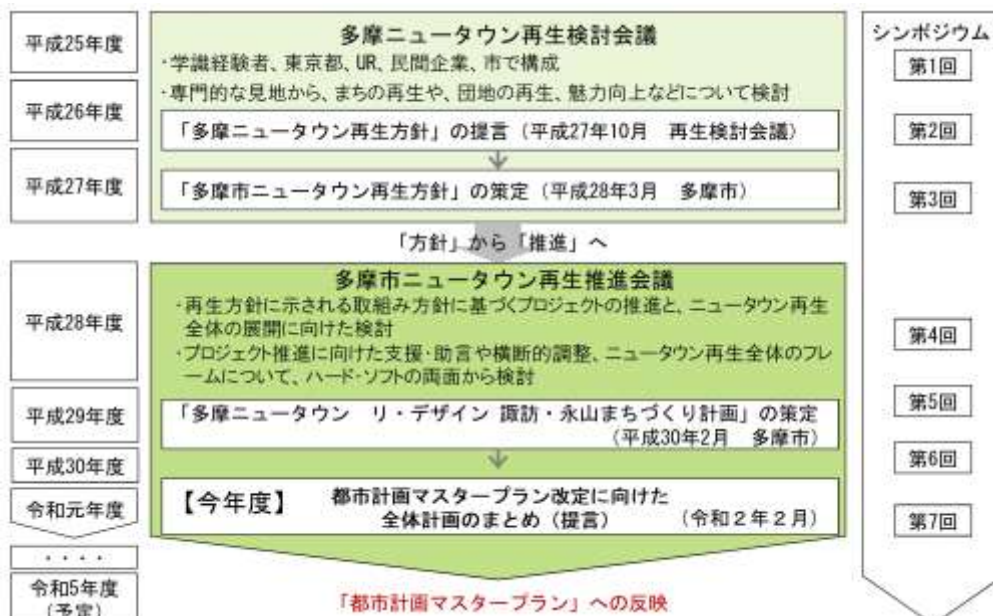 平成25年度
平成26年度
平成27年度
多摩ニュータウン再生検討会議
・学識経験者、東京都、UR、民間企業、市で構成
・専門的な見地から、まちの再生や、団地の再生、魅力向上などについて検討
「多摩ニュータウン再生方針」の提言(平成27年10月 再生検討会議)
「多摩市ニュータウン再生方針」の策定(平成28年3月 多摩市)
「方針」から「推進」へ
平成28年度
平成29年度
平成30年度
令和元年度
・・・・
令和5年度
(予定)
多摩市ニュータウン再生推進会議
・再生方針に示される取組み方針に基づくプロジェクトの推進と、ニュータウン再生
全体の展開に向けた検討
・プロジェクト推進に向けた支援・助言や横断的調整、ニュータウン再生全体のフレ
ームについて、ハード・ソフトの両面から検討
「多摩ニュータウン リ・デザイン 諏訪・永山まちづくり計画」の策定
(平成30年2月 多摩市)
【今年度】 都市計画マスタープラン改定に向けた
全体計画のまとめ(提言) (令和2年2月)
「都市計画マスタープラン」への反映
シンポジウム
第1回
第2回
第3回
第4回
第5回
第6回
第7回